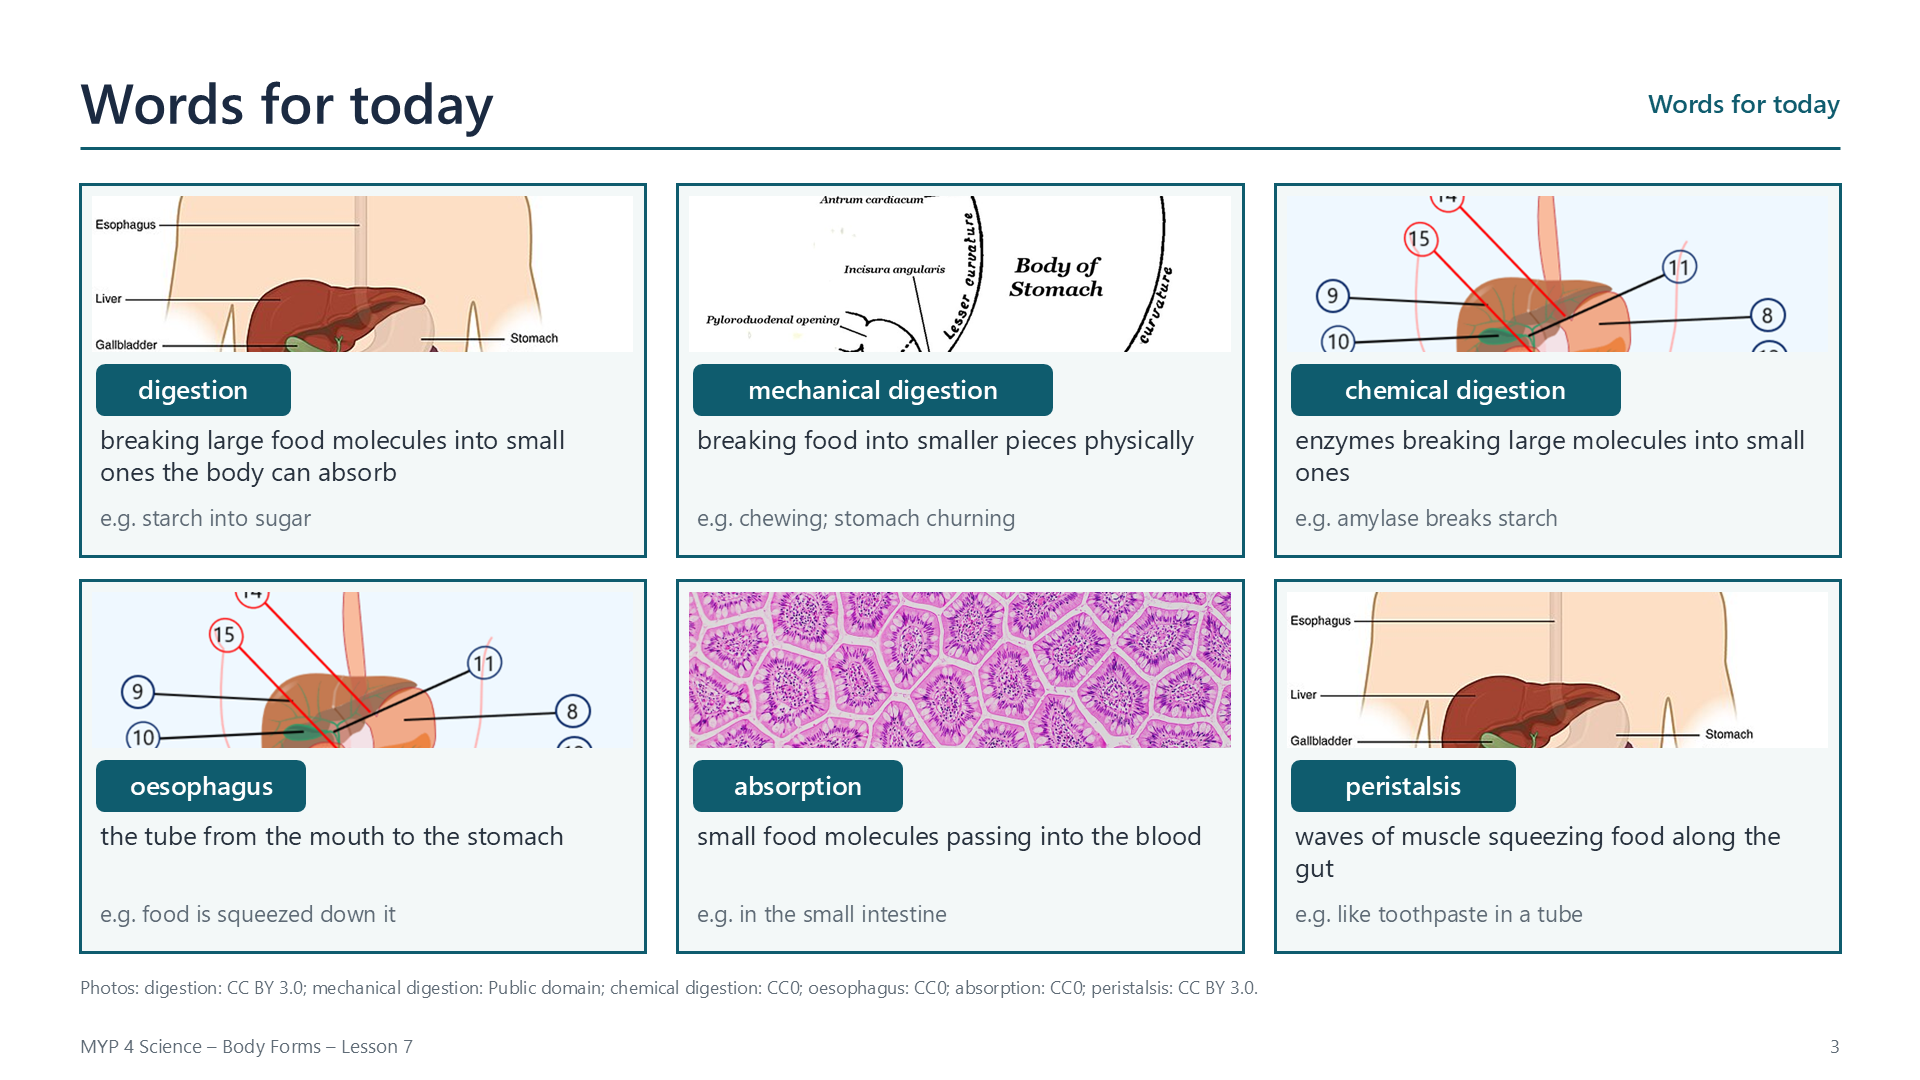 Words for today
Words for today
Esophagus
Liver
Gallbladder
Stomach
digestion
breaking large food molecules into small
ones the body can absorb
e.g. starch into sugar
Antrum cardiacum
Incisura angularis
Pyloroduodenal opening
Lesser curvature
Body of
Stomach
curvature
mechanical digestion
breaking food into smaller pieces physically
e.g. chewing; stomach churning
14
15
11
9
8
10
chemical digestion
enzymes breaking large molecules into small
ones
e.g. amylase breaks starch
14
15
11
9
8
10
oesophagus
the tube from the mouth to the stomach
e.g. food is squeezed down it
absorption
small food molecules passing into the blood
e.g. in the small intestine
Esophagus
Liver
Gallbladder
Stomach
peristalsis
waves of muscle squeezing food along the
gut
e.g. like toothpaste in a tube
Photos: digestion: CC BY 3.0; mechanical digestion: Public domain; chemical digestion: CC0; oesophagus: CC0; absorption: CC0; peristalsis: CC BY 3.0.
MYP 4 Science – Body Forms – Lesson 7
3